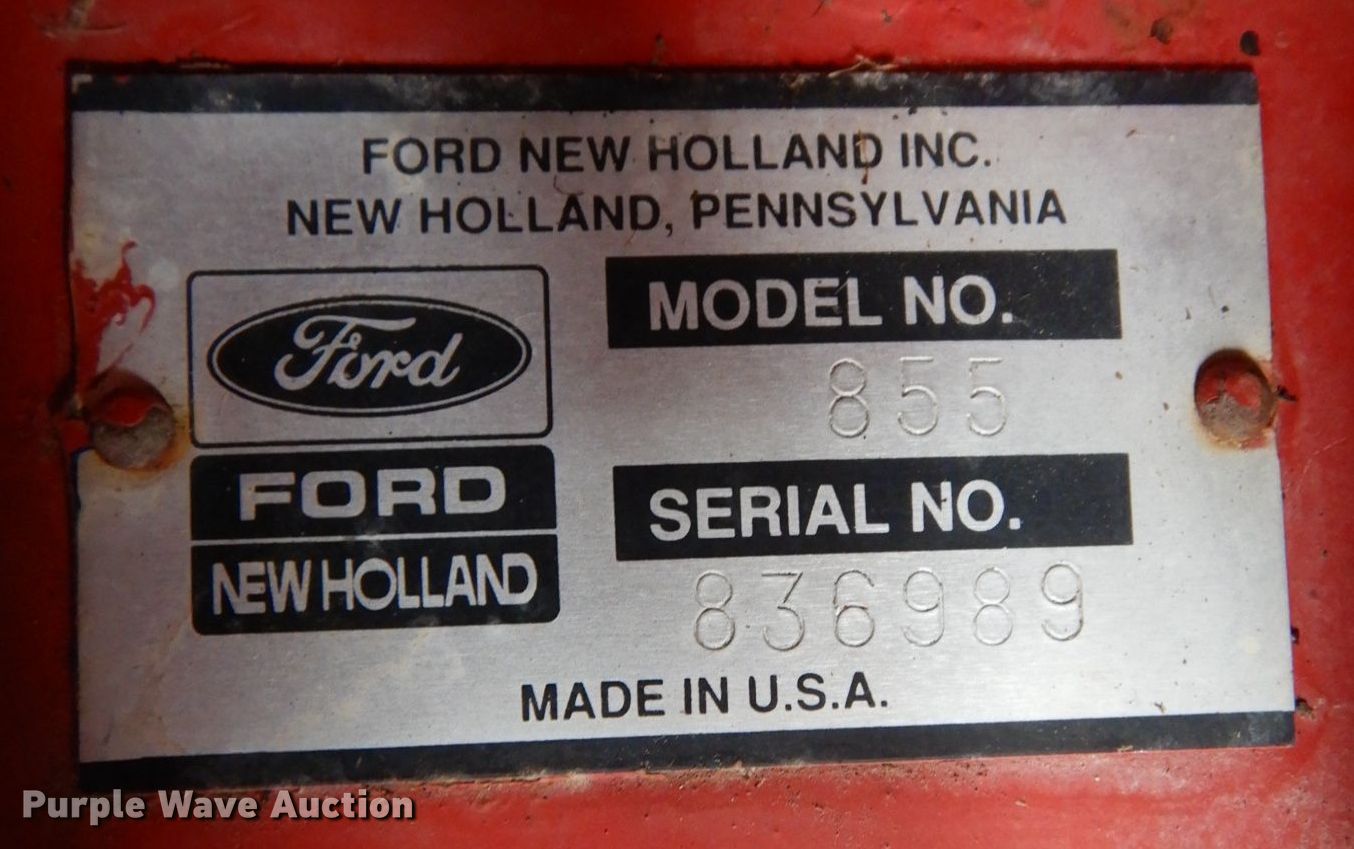 FORD NEW HOLLAND INC.
NEW HOLLAND, PENNSYLVANIA
Ford
FORD
NEW HOLLAND
MODEL NO.
855
SERIAL NO.
836989
MADE IN U.S.A.
Purple Wave Auction